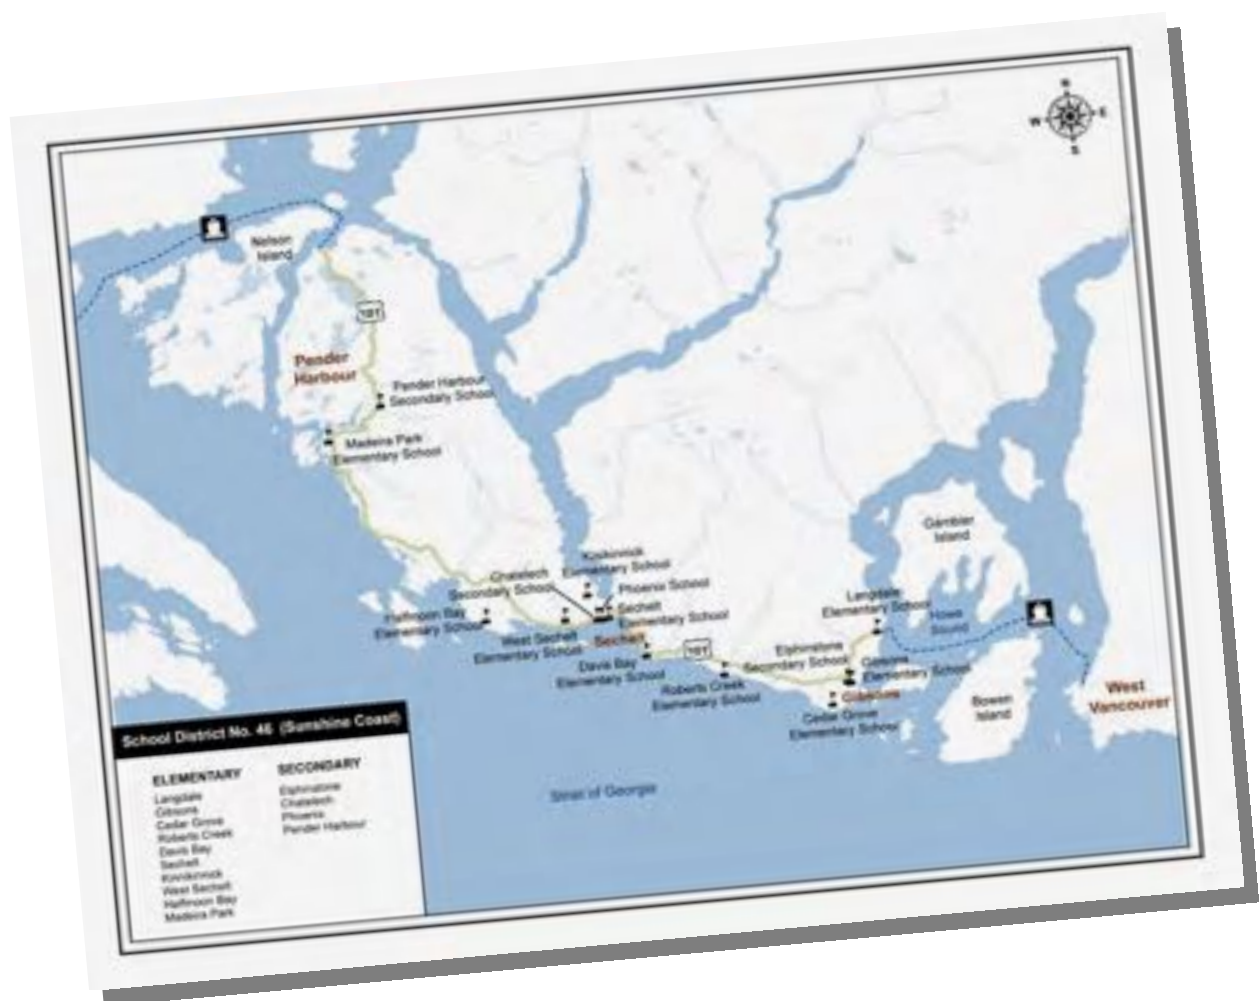 N
W E
S
Nelson
Island
101
Pender
Harbour
Pender Harbour
Secondary School
Madeira Park
Elementary School
Gambier
Island
Kinnikinnick
Elementary School
Chatelech
Secondary School
Phoenix School
Sechelt
Elementary School
Langdale
Elementary School
Halfmoon Bay
Elementary School
Howe
Sound
West Sechelt
Elementary School
Sechelt
101
Davis Bay
Elementary School
Elphinstone
Secondary School
Gibsons
Elementary School
Roberts Creek
Elementary School
Gibsons
Cedar Grove
Elementary School
Bowen
Island
West
Vancouver
Strait of Georgia
School District No. 46 (Sunshine Coast)
ELEMENTARY
Langdale
Gibsons
Cedar Grove
Roberts Creek
Davis Bay
Sechelt
Kinnikinnick
West Sechelt
Halfmoon Bay
Madeira Park
SECONDARY
Elphinstone
Chatelech
Phoenix
Pender Harbour